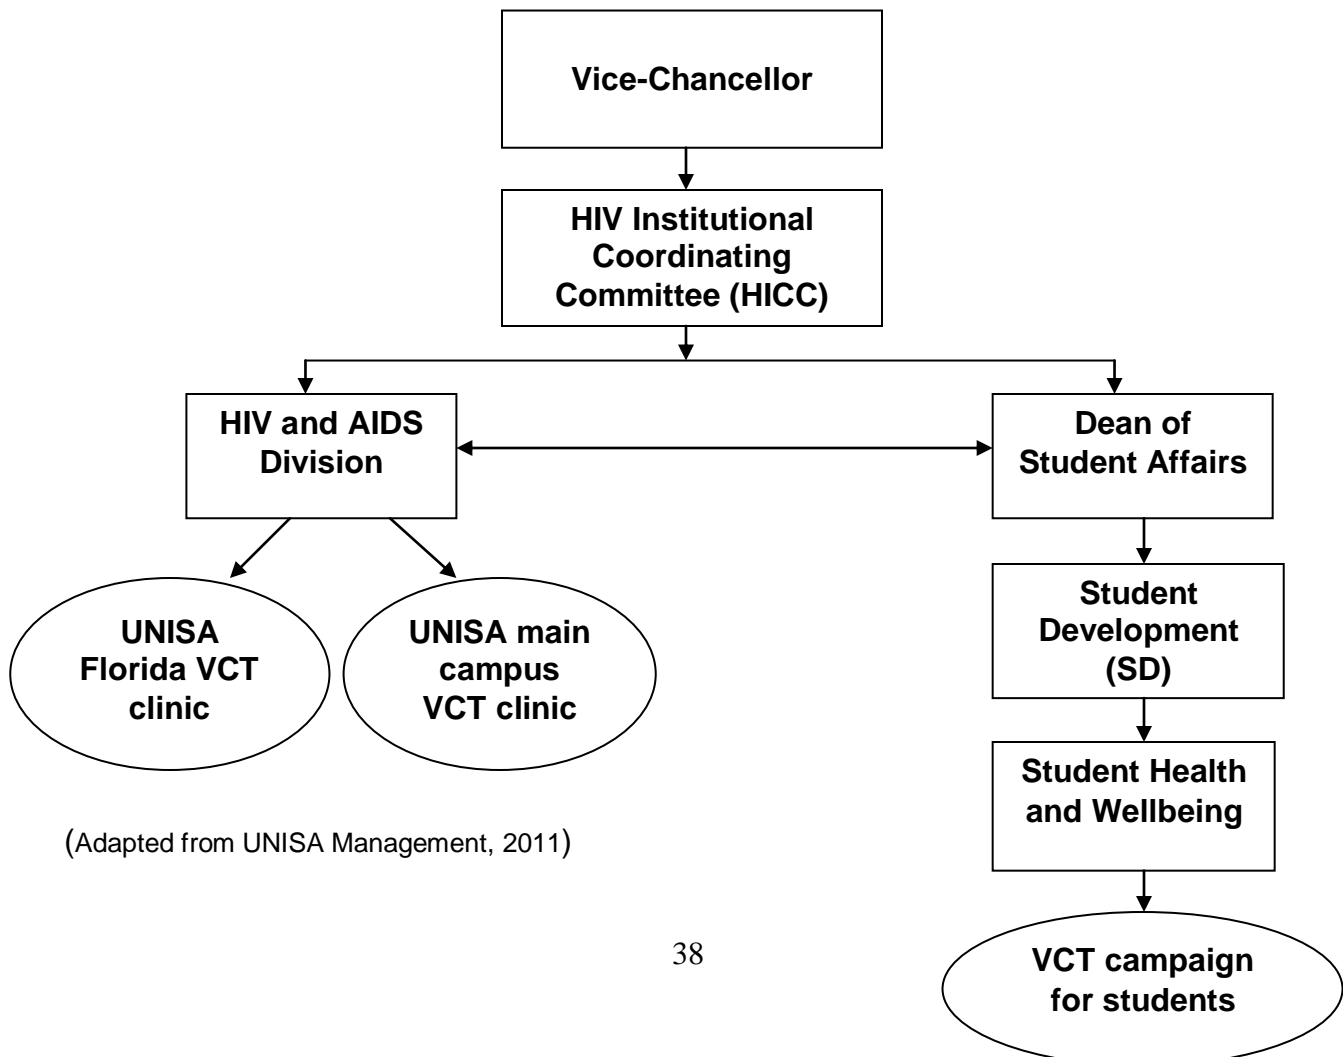 Vice-Chancellor
HIV Institutional
Coordinating
Committee (HICC)
HIV and AIDS
Division
Dean of
Student Affairs
UNISA
Florida VCT
clinic
UNISA main
campus
VCT clinic
Student
Development
(SD)
Student Health
and Wellbeing
(Adapted from UNISA Management, 2011)
VCT campaign
for students
38